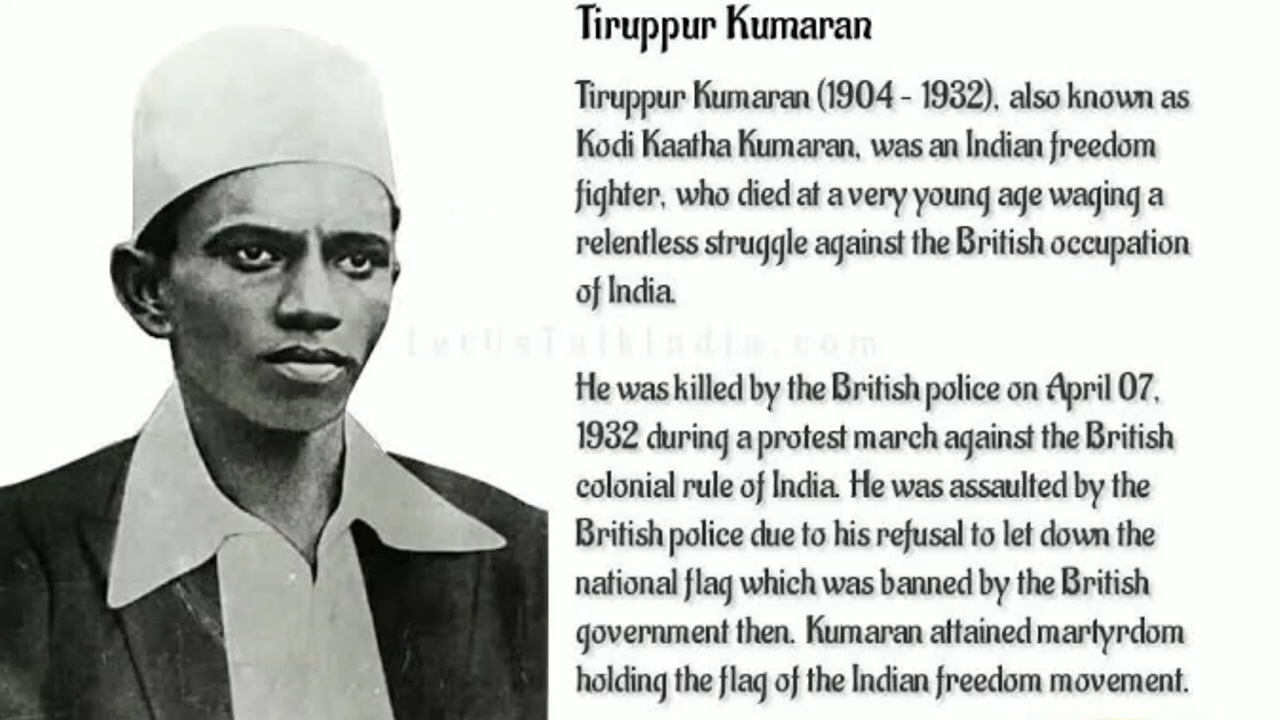 Tiruppur Kumaran
Tiruppur Kumaran (1904 - 1932), also known as
Kodi Kaatha Kumaran, was an Indian freedom
fighter, who died at a very young age waging a
relentless struggle against the British occupation
of India.
LetUsTalkIndia.com
He was killed by the British police on April 07,
1932 during a protest march against the British
colonial rule of India. He was assaulted by the
British police due to his refusal to let down the
national flag which was banned by the British
government then. Kumaran attained martyrdom
holding the flag of the Indian freedom movement.